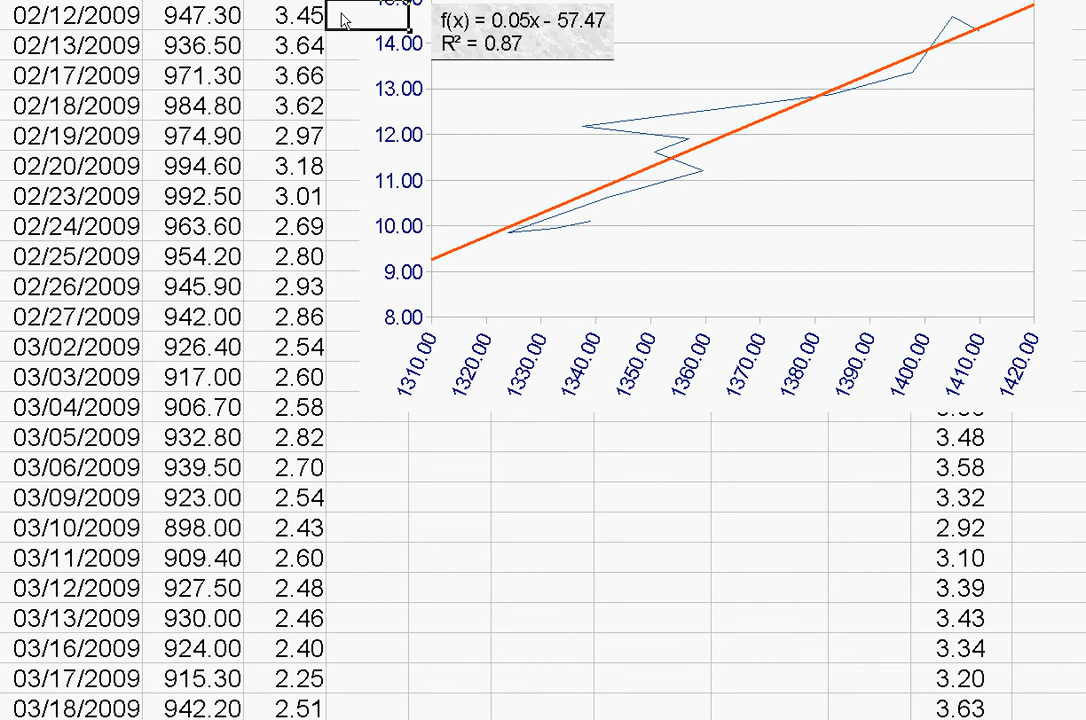 02/12/2009 947.30 3.45
f(x) = 0.05x - 57.47
R² = 0.87
02/13/2009 936.50 3.64
14.00
02/17/2009 971.30 3.66
13.00
02/18/2009 984.80 3.62
02/19/2009 974.90 2.97
12.00
02/20/2009 994.60 3.18
11.00
02/23/2009 992.50 3.01
02/24/2009 963.60 2.69
10.00
02/25/2009 954.20 2.80
9.00
02/26/2009 945.90 2.93
02/27/2009 942.00 2.86
8.00
03/02/2009 926.40 2.54
03/03/2009 917.00 2.60
1310.00 1320.00 1330.00 1340.00 1350.00 1360.00 1370.00 1380.00 1390.00 1400.00 1410.00 1420.00
03/04/2009 906.70 2.58
03/05/2009 932.80 2.82 3.48
03/06/2009 939.50 2.70 3.58
03/09/2009 923.00 2.54 3.32
03/10/2009 898.00 2.43 2.92
03/11/2009 909.40 2.60 3.10
03/12/2009 927.50 2.48 3.39
03/13/2009 930.00 2.46 3.43
03/16/2009 924.00 2.40 3.34
03/17/2009 915.30 2.25 3.20
03/18/2009 942.20 2.51 3.63